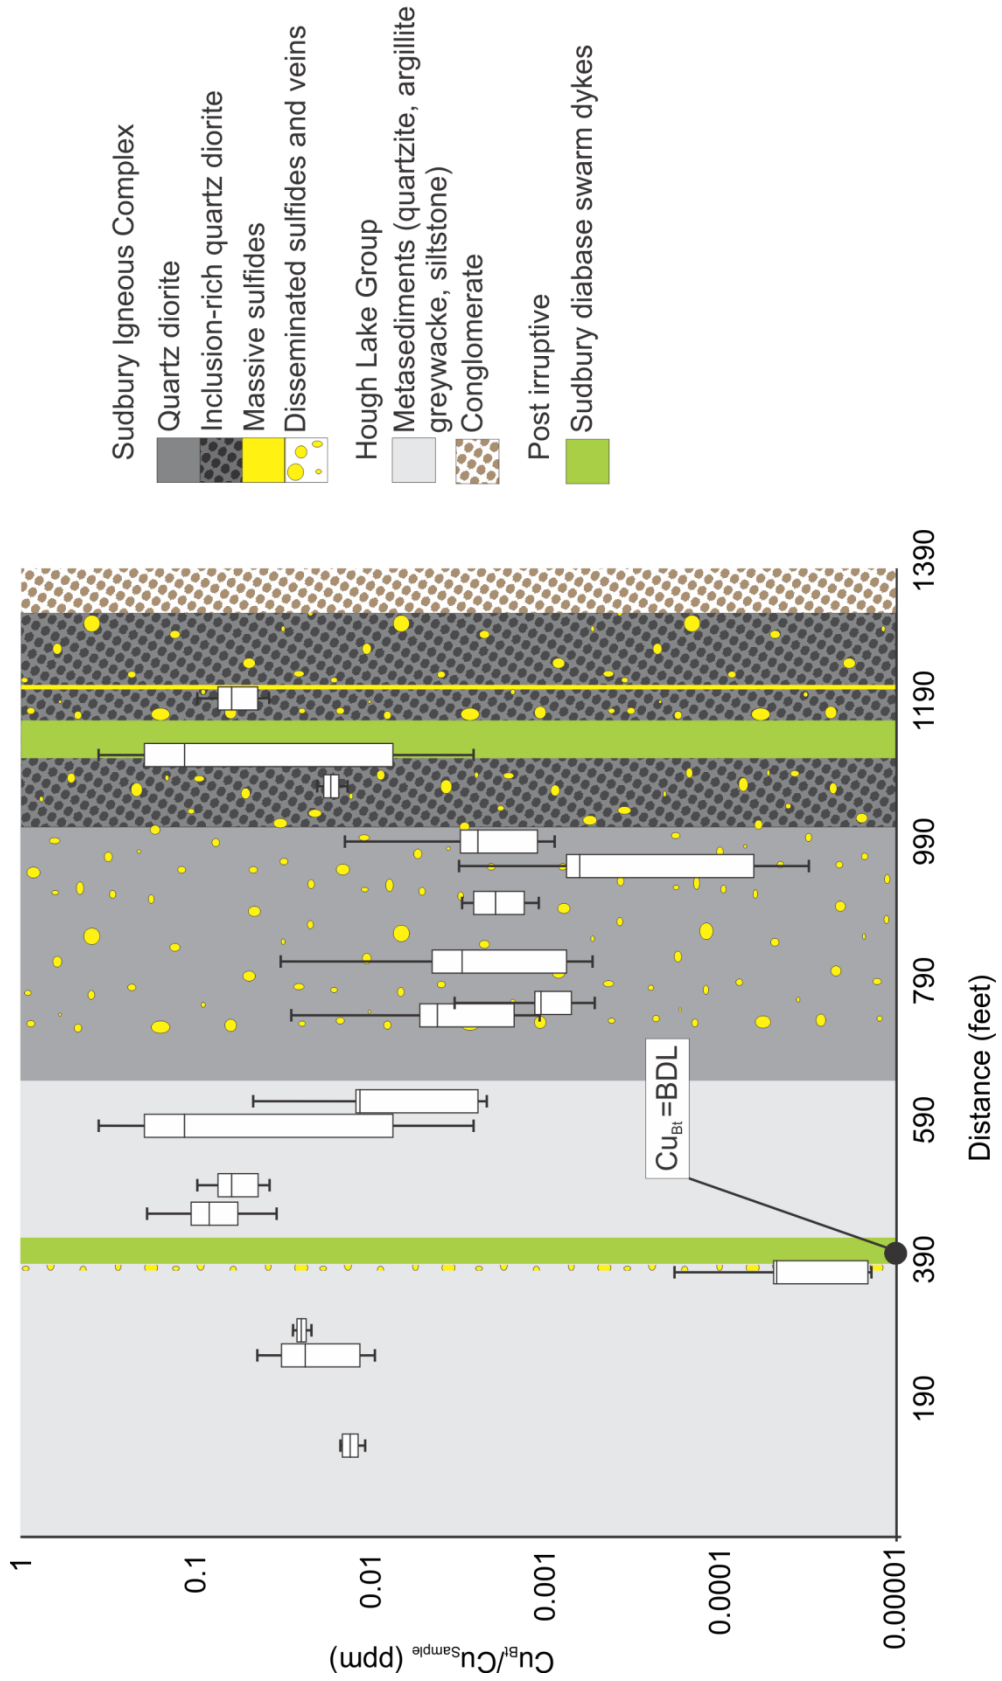 Sudbury Igneous Complex
Quartz diorite
Inclusion-rich quartz diorite
Massive sulfides
Disseminated sulfides and veins
Hough Lake Group
Metasediments (quartzite, argillite
greywacke, siltstone)
Conglomerate
Post irruptive
Sudbury diabase swarm dykes
Cu_Bt/Cu_Sample (ppm)
1
0.1
0.01
0.001
0.0001
0.00001
Cu_Bt=BDL
190
390
590
790
990
1190
1390
Distance (feet)